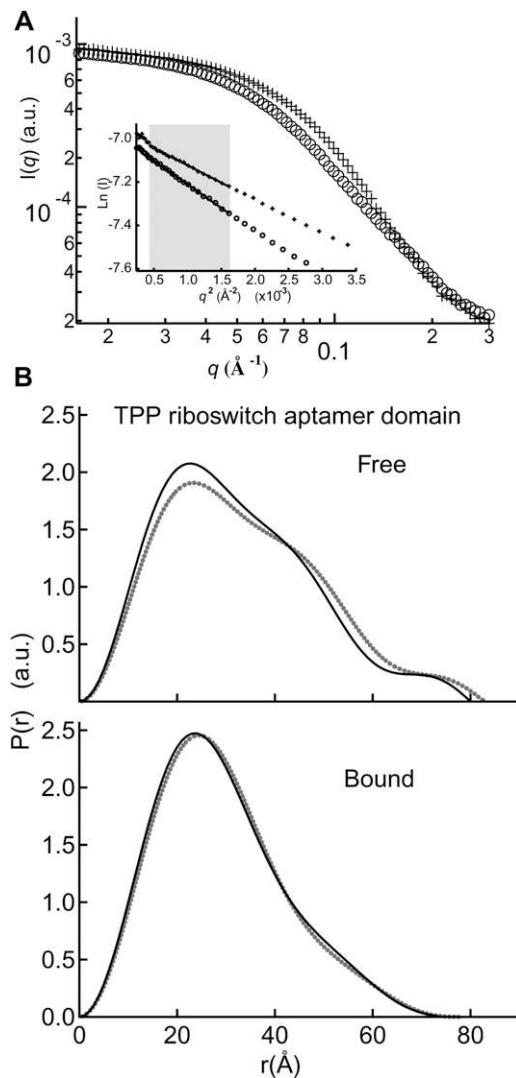 A
10⁻³
8
6
4
2
10⁻⁴
8
6
4
2
I(q) (a.u.)
-7.0
-7.2
-7.4
-7.6
Ln (I)
0.5 1.0 1.5 2.0 2.5 3.0 3.5
q² (Å⁻²) (x10⁻³)
2 3 4 5 6 7 8 0.1 2 3
q (Å⁻¹)
B
TPP riboswitch aptamer domain
Free
2.5
2.0
1.5
1.0
0.5
P(r) (a.u.)
Bound
2.5
2.0
1.5
1.0
0.5
0.0
0 20 40 60 80
r(Å)